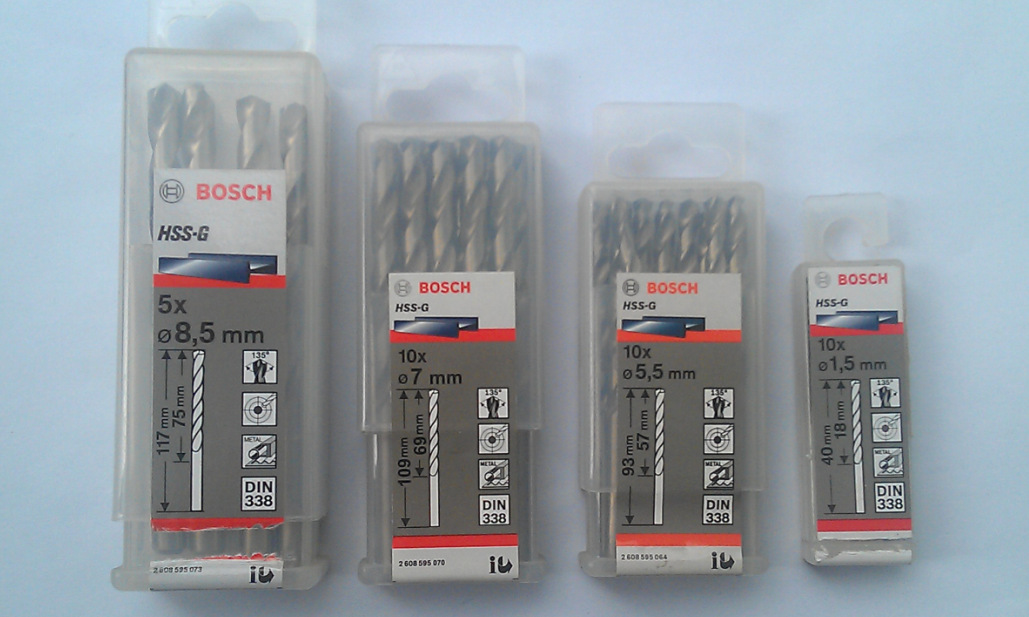 BOSCH
HSS-G
5x
ø8,5 mm
117 mm
75 mm
135°
METAL
DIN
338
2 608 595 073
BOSCH
HSS-G
10x
ø7 mm
109 mm
69 mm
135°
METAL
DIN
338
2 608 595 070
BOSCH
HSS-G
10x
ø5,5 mm
93 mm
57 mm
135°
METAL
DIN
338
2 608 595 064
BOSCH
HSS-G
10x
ø1,5 mm
40 mm
18 mm
135°
METAL
DIN
338